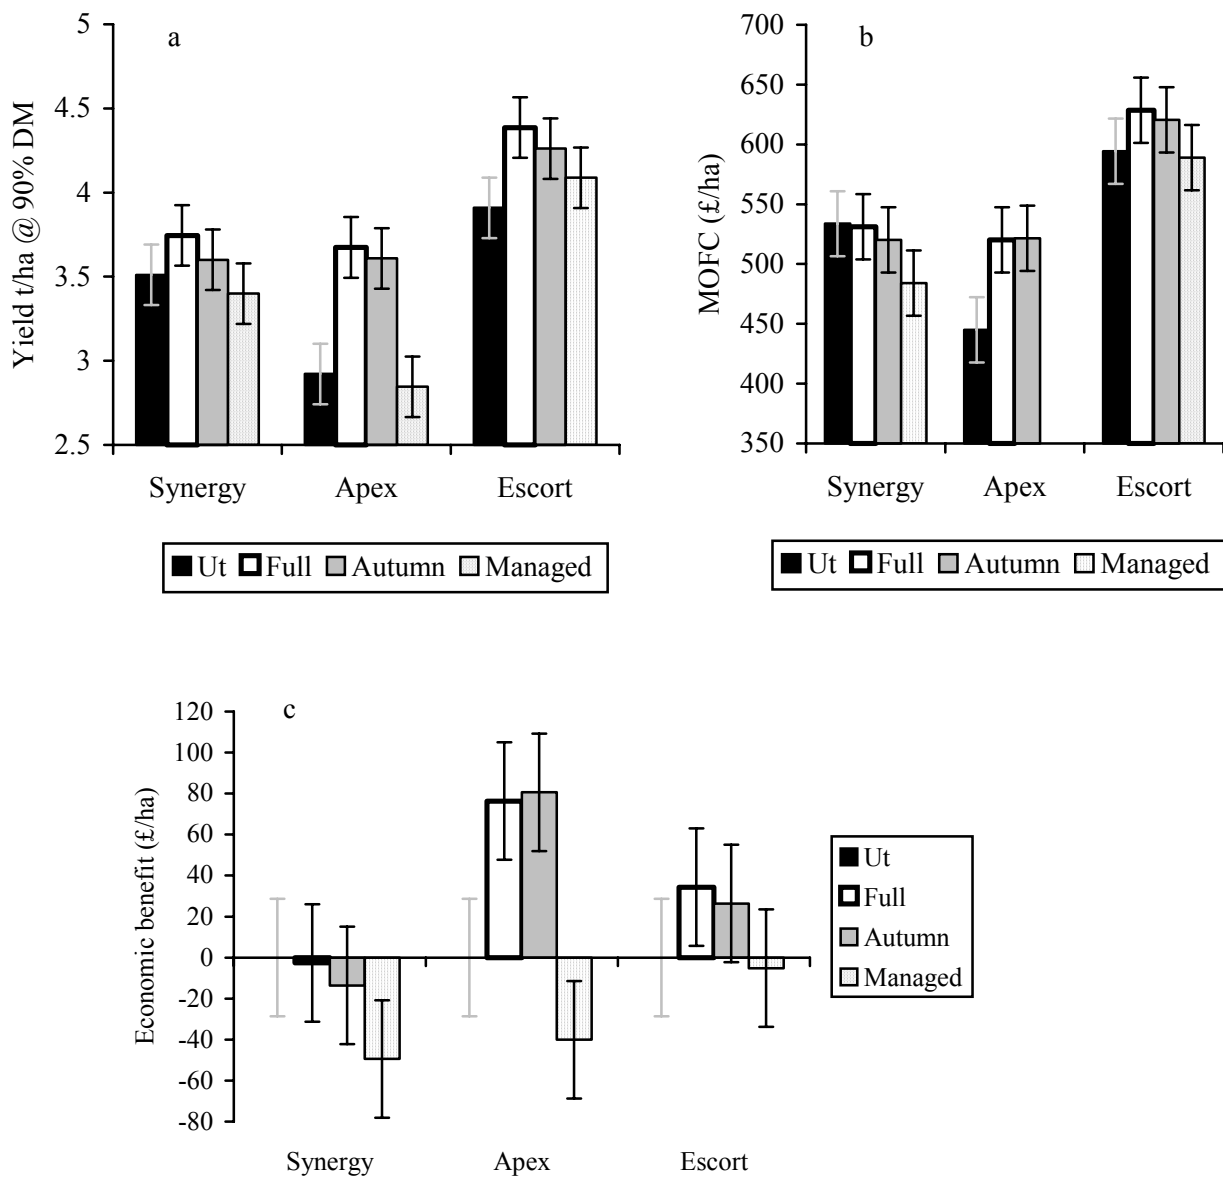 a
Yield t/ha @ 90% DM
5
4.5
4
3.5
3
2.5
Synergy Apex Escort
Ut Full Autumn Managed
b
MOFC (£/ha)
700
650
600
550
500
450
400
350
Synergy Apex Escort
Ut Full Autumn Managed
c
Economic benefit (£/ha)
120
100
80
60
40
20
0
-20
-40
-60
-80
Synergy Apex Escort
Ut
Full
Autumn
Managed